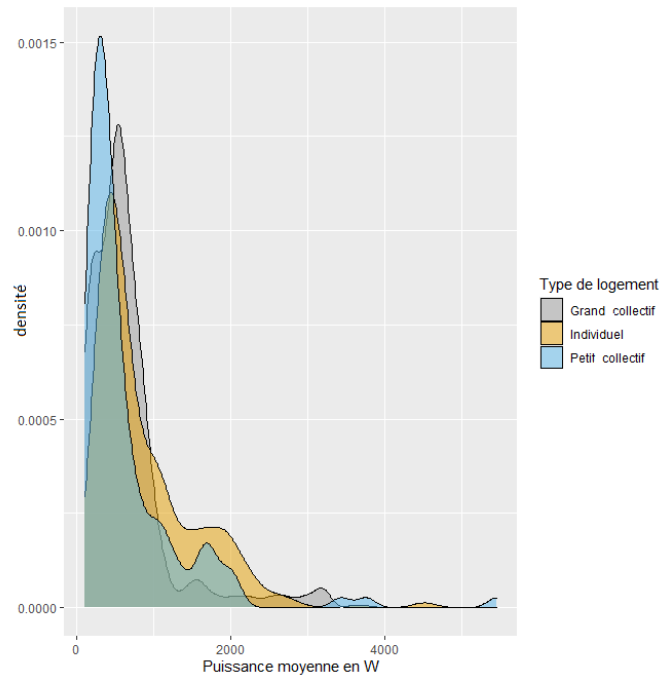 0.0015
0.0010
0.0005
0.0000
densité
0
2000
4000
Puissance moyenne en W
Type de logement
Grand collectif
Individuel
Petit collectif